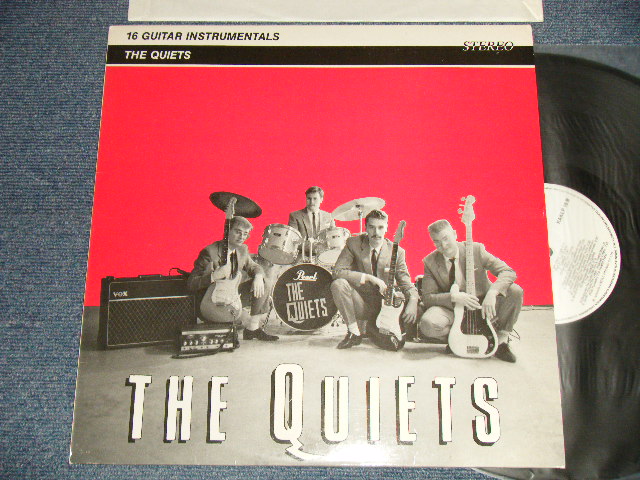 16 GUITAR INSTRUMENTALS
STEREO
THE QUIETS
VOX
Pearl
THE
QUIETS
THE QUIETS